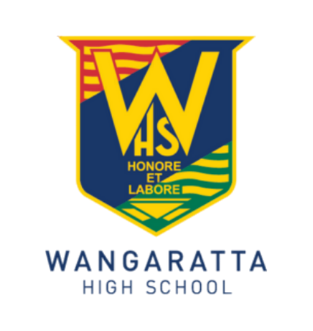 W
HS
HONORE
ET
LABORE
WANGARATTA
HIGH SCHOOL